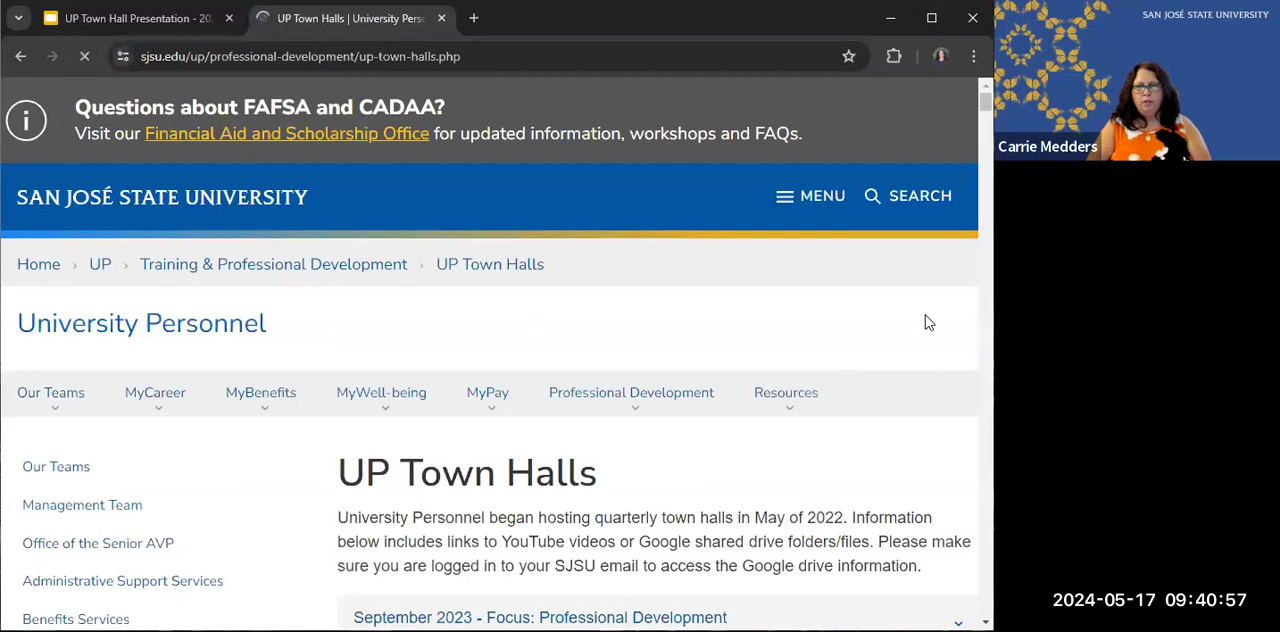 UP Town Hall Presentation - 20
UP Town Halls | University Perso
sjsu.edu/up/professional-development/up-town-halls.php
SAN JOSÉ STATE UNIVERSITY
Carrie Medders
Questions about FAFSA and CADAA?
Visit our Financial Aid and Scholarship Office for updated information, workshops and FAQs.
SAN JOSÉ STATE UNIVERSITY
MENU
SEARCH
Home › UP › Training & Professional Development › UP Town Halls
University Personnel
Our Teams
MyCareer
MyBenefits
MyWell-being
MyPay
Professional Development
Resources
Our Teams
Management Team
Office of the Senior AVP
Administrative Support Services
Benefits Services
UP Town Halls
University Personnel began hosting quarterly town halls in May of 2022. Information
below includes links to YouTube videos or Google shared drive folders/files. Please make
sure you are logged in to your SJSU email to access the Google drive information.
September 2023 - Focus: Professional Development
2024-05-17 09:40:57